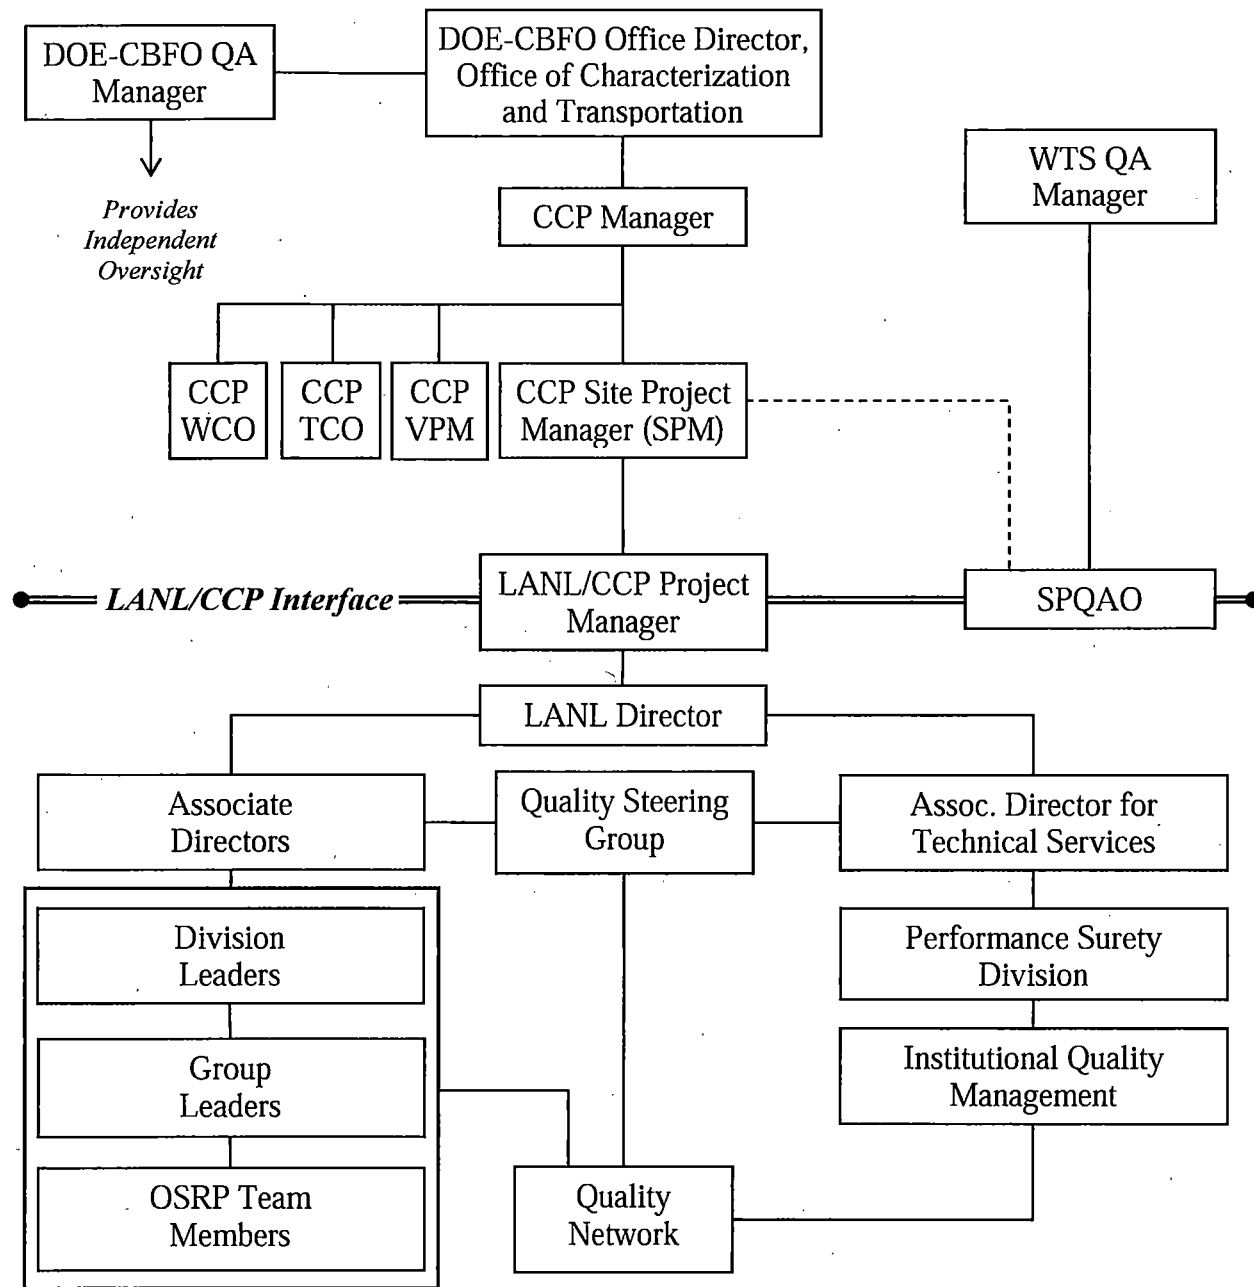 DOE-CBFO QA
Manager
DOE-CBFO Office Director,
Office of Characterization
and Transportation
Provides
Independent
Oversight
WTS QA
Manager
CCP Manager
CCP
WCO
CCP
TCO
CCP
VPM
CCP Site Project
Manager (SPM)
LANL/CCP Interface
LANL/CCP Project
Manager
SPQAO
LANL Director
Associate
Directors
Quality Steering
Group
Assoc. Director for
Technical Services
Division
Leaders
Performance Surety
Division
Group
Leaders
Institutional Quality
Management
OSRP Team
Members
Quality
Network